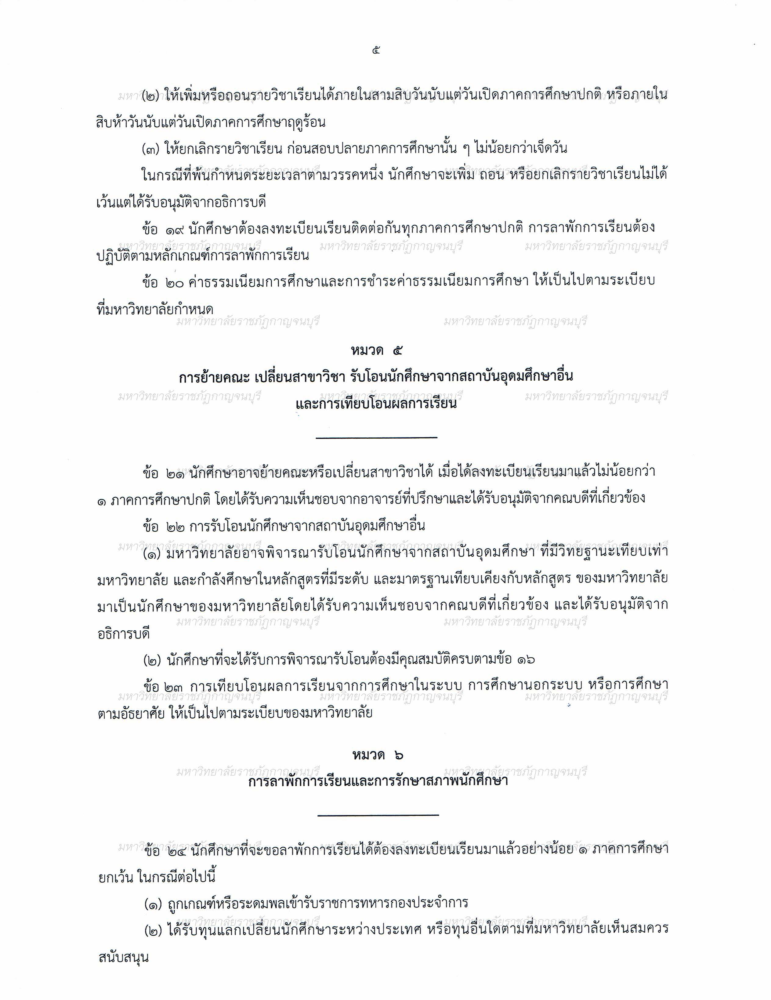 ๕
(๒) ให้เพิ่มหรือถอนรายวิชาเรียนได้ภายในสามสิบวันนับแต่วันเปิดภาคการศึกษาปกติ หรือภายใน
สิบห้าวันนับแต่วันเปิดภาคการศึกษาฤดูร้อน
(๓) ให้ยกเลิกรายวิชาเรียน ก่อนสอบปลายภาคการศึกษานั้น ๆ ไม่น้อยกว่าเจ็ดวัน
ในกรณีที่พ้นกำหนดระยะเวลาตามวรรคหนึ่ง นักศึกษาจะเพิ่ม ถอน หรือยกเลิกรายวิชาเรียนไม่ได้
เว้นแต่ได้รับอนุมัติจากอธิการบดี
ข้อ ๑๙ นักศึกษาต้องลงทะเบียนเรียนติดต่อกันทุกภาคการศึกษาปกติ การลาพักการเรียนต้อง
ปฏิบัติตามหลักเกณฑ์การลาพักการเรียน
ข้อ ๒๐ ค่าธรรมเนียมการศึกษาและการชำระค่าธรรมเนียมการศึกษา ให้เป็นไปตามระเบียบ
ที่มหาวิทยาลัยกำหนด
มหาวิทยาลัยราชภัฏกาญจนบุรี
หมวด ๕
การย้ายคณะ เปลี่ยนสาขาวิชา รับโอนนักศึกษาจากสถาบันอุดมศึกษาอื่น
และการเทียบโอนผลการเรียน
ข้อ ๒๑ นักศึกษาอาจย้ายคณะหรือเปลี่ยนสาขาวิชาได้ เมื่อได้ลงทะเบียนเรียนมาแล้วไม่น้อยกว่า
๑ ภาคการศึกษาปกติ โดยได้รับความเห็นชอบจากอาจารย์ที่ปรึกษาและได้รับอนุมัติจากคณบดีที่เกี่ยวข้อง
ข้อ ๒๒ การรับโอนนักศึกษาจากสถาบันอุดมศึกษาอื่น
(๑) มหาวิทยาลัยอาจพิจารณารับโอนนักศึกษาจากสถาบันอุดมศึกษา ที่มีวิทยฐานะเทียบเท่า
มหาวิทยาลัย และกำลังศึกษาในหลักสูตรที่มีระดับ และมาตรฐานเทียบเคียงกับหลักสูตร ของมหาวิทยาลัย
มาเป็นนักศึกษาของมหาวิทยาลัยโดยได้รับความเห็นชอบจากคณบดีที่เกี่ยวข้อง และได้รับอนุมัติจาก
อธิการบดี
(๒) นักศึกษาที่จะได้รับการพิจารณารับโอนต้องมีคุณสมบัติครบตามข้อ ๑๖
ข้อ ๒๓ การเทียบโอนผลการเรียนจากการศึกษาในระบบ การศึกษานอกระบบ หรือการศึกษา
ตามอัธยาศัย ให้เป็นไปตามระเบียบของมหาวิทยาลัย
หมวด ๖
การลาพักการเรียนและการรักษาสภาพนักศึกษา
ข้อ ๒๔ นักศึกษาที่จะขอลาพักการเรียนได้ต้องลงทะเบียนเรียนมาแล้วอย่างน้อย ๑ ภาคการศึกษา
ยกเว้น ในกรณีต่อไปนี้
(๑) ถูกเกณฑ์หรือระดมพลเข้ารับราชการทหารกองประจำการ
(๒) ได้รับทุนแลกเปลี่ยนนักศึกษาระหว่างประเทศ หรือทุนอื่นใดตามที่มหาวิทยาลัยเห็นสมควร
สนับสนุน